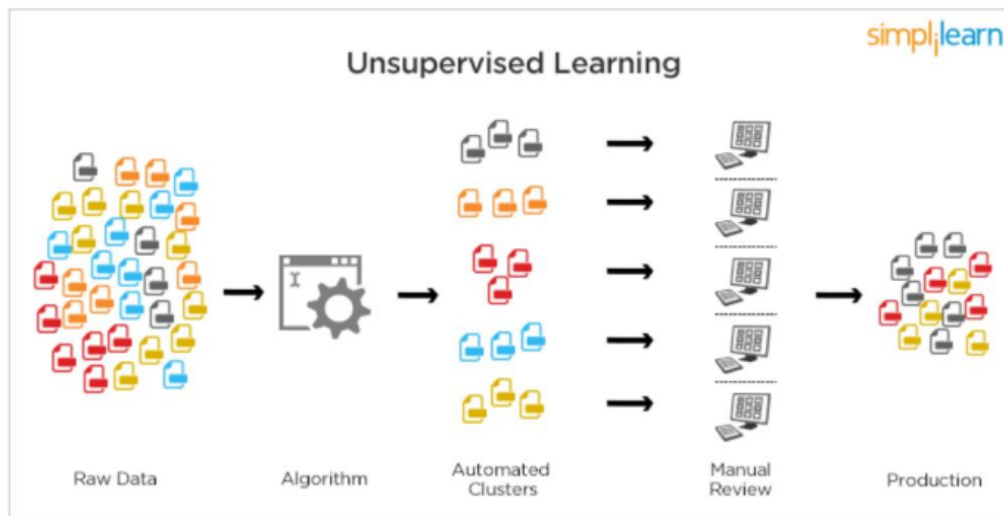 simplilearn
Unsupervised Learning
Raw Data
Algorithm
Automated
Clusters
Manual
Review
Production